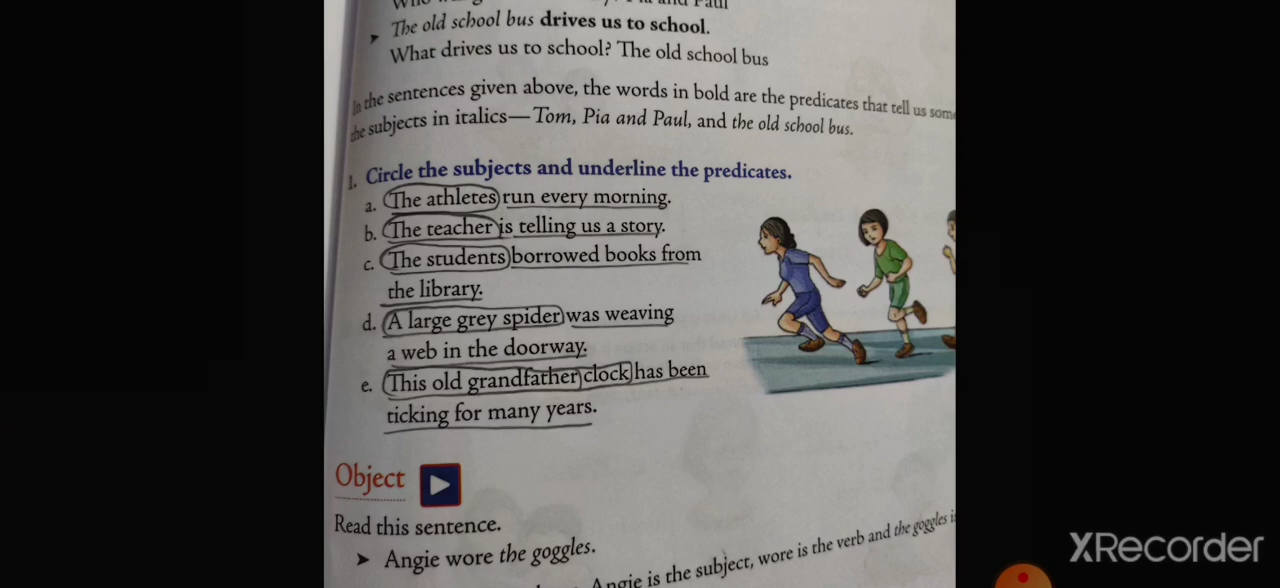 and Paul
➤ The old school bus drives us to school.
What drives us to school? The old school bus
In the sentences given above, the words in bold are the predicates that tell us
the subjects in italics—Tom, Pia and Paul, and the old school bus.
1. Circle the subjects and underline the predicates.
a. The athletes run every morning.
b. The teacher is telling us a story.
c. The students borrowed books from
the library.
d. A large grey spider was weaving
a web in the doorway.
e. This old grandfather clock has been
ticking for many years.
Object
Read this sentence.
➤ Angie wore the goggles.
Angie is the subject, wore is the verb and the goggles
XRecorder